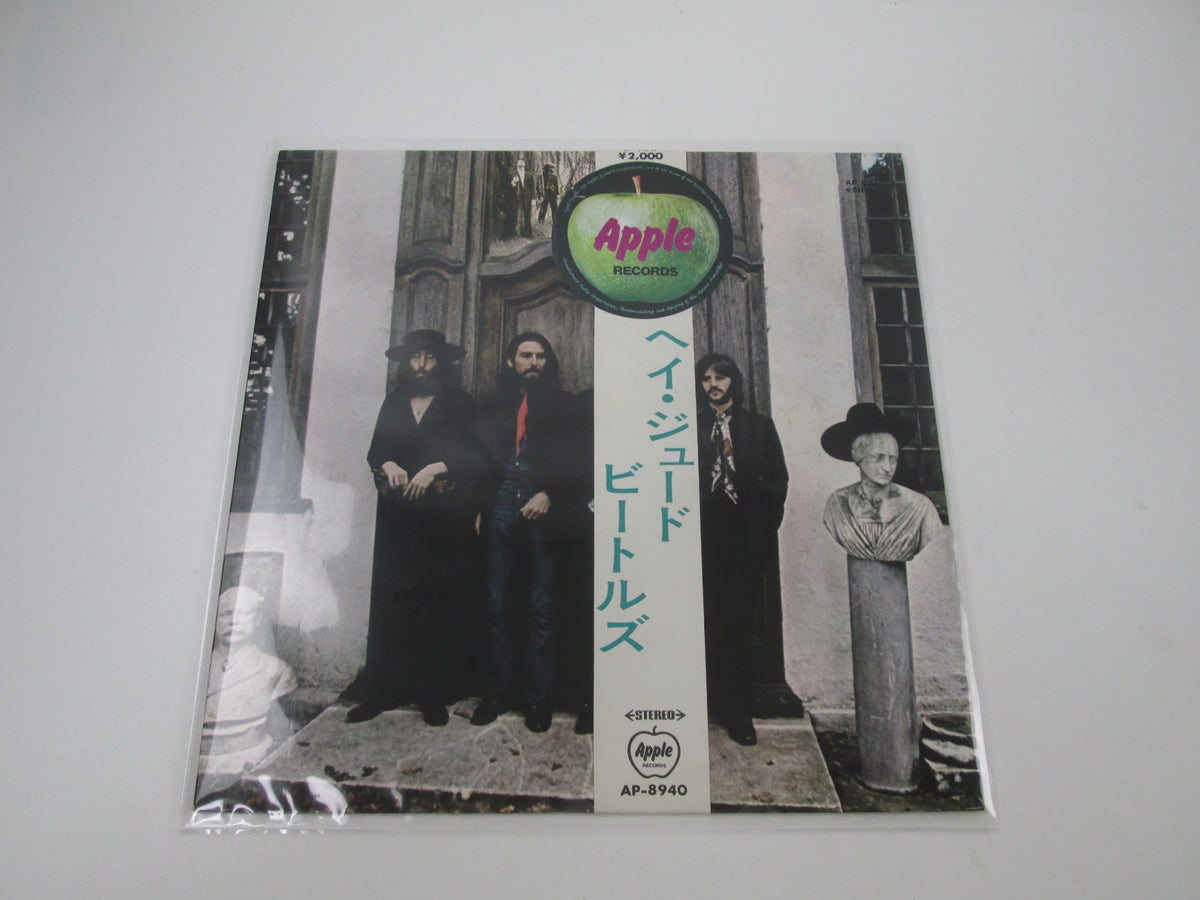 ¥2,000
Apple
RECORDS
ヘイ・ジュード
ビートルズ
←STEREO→
Apple
RECORDS
AP-8940